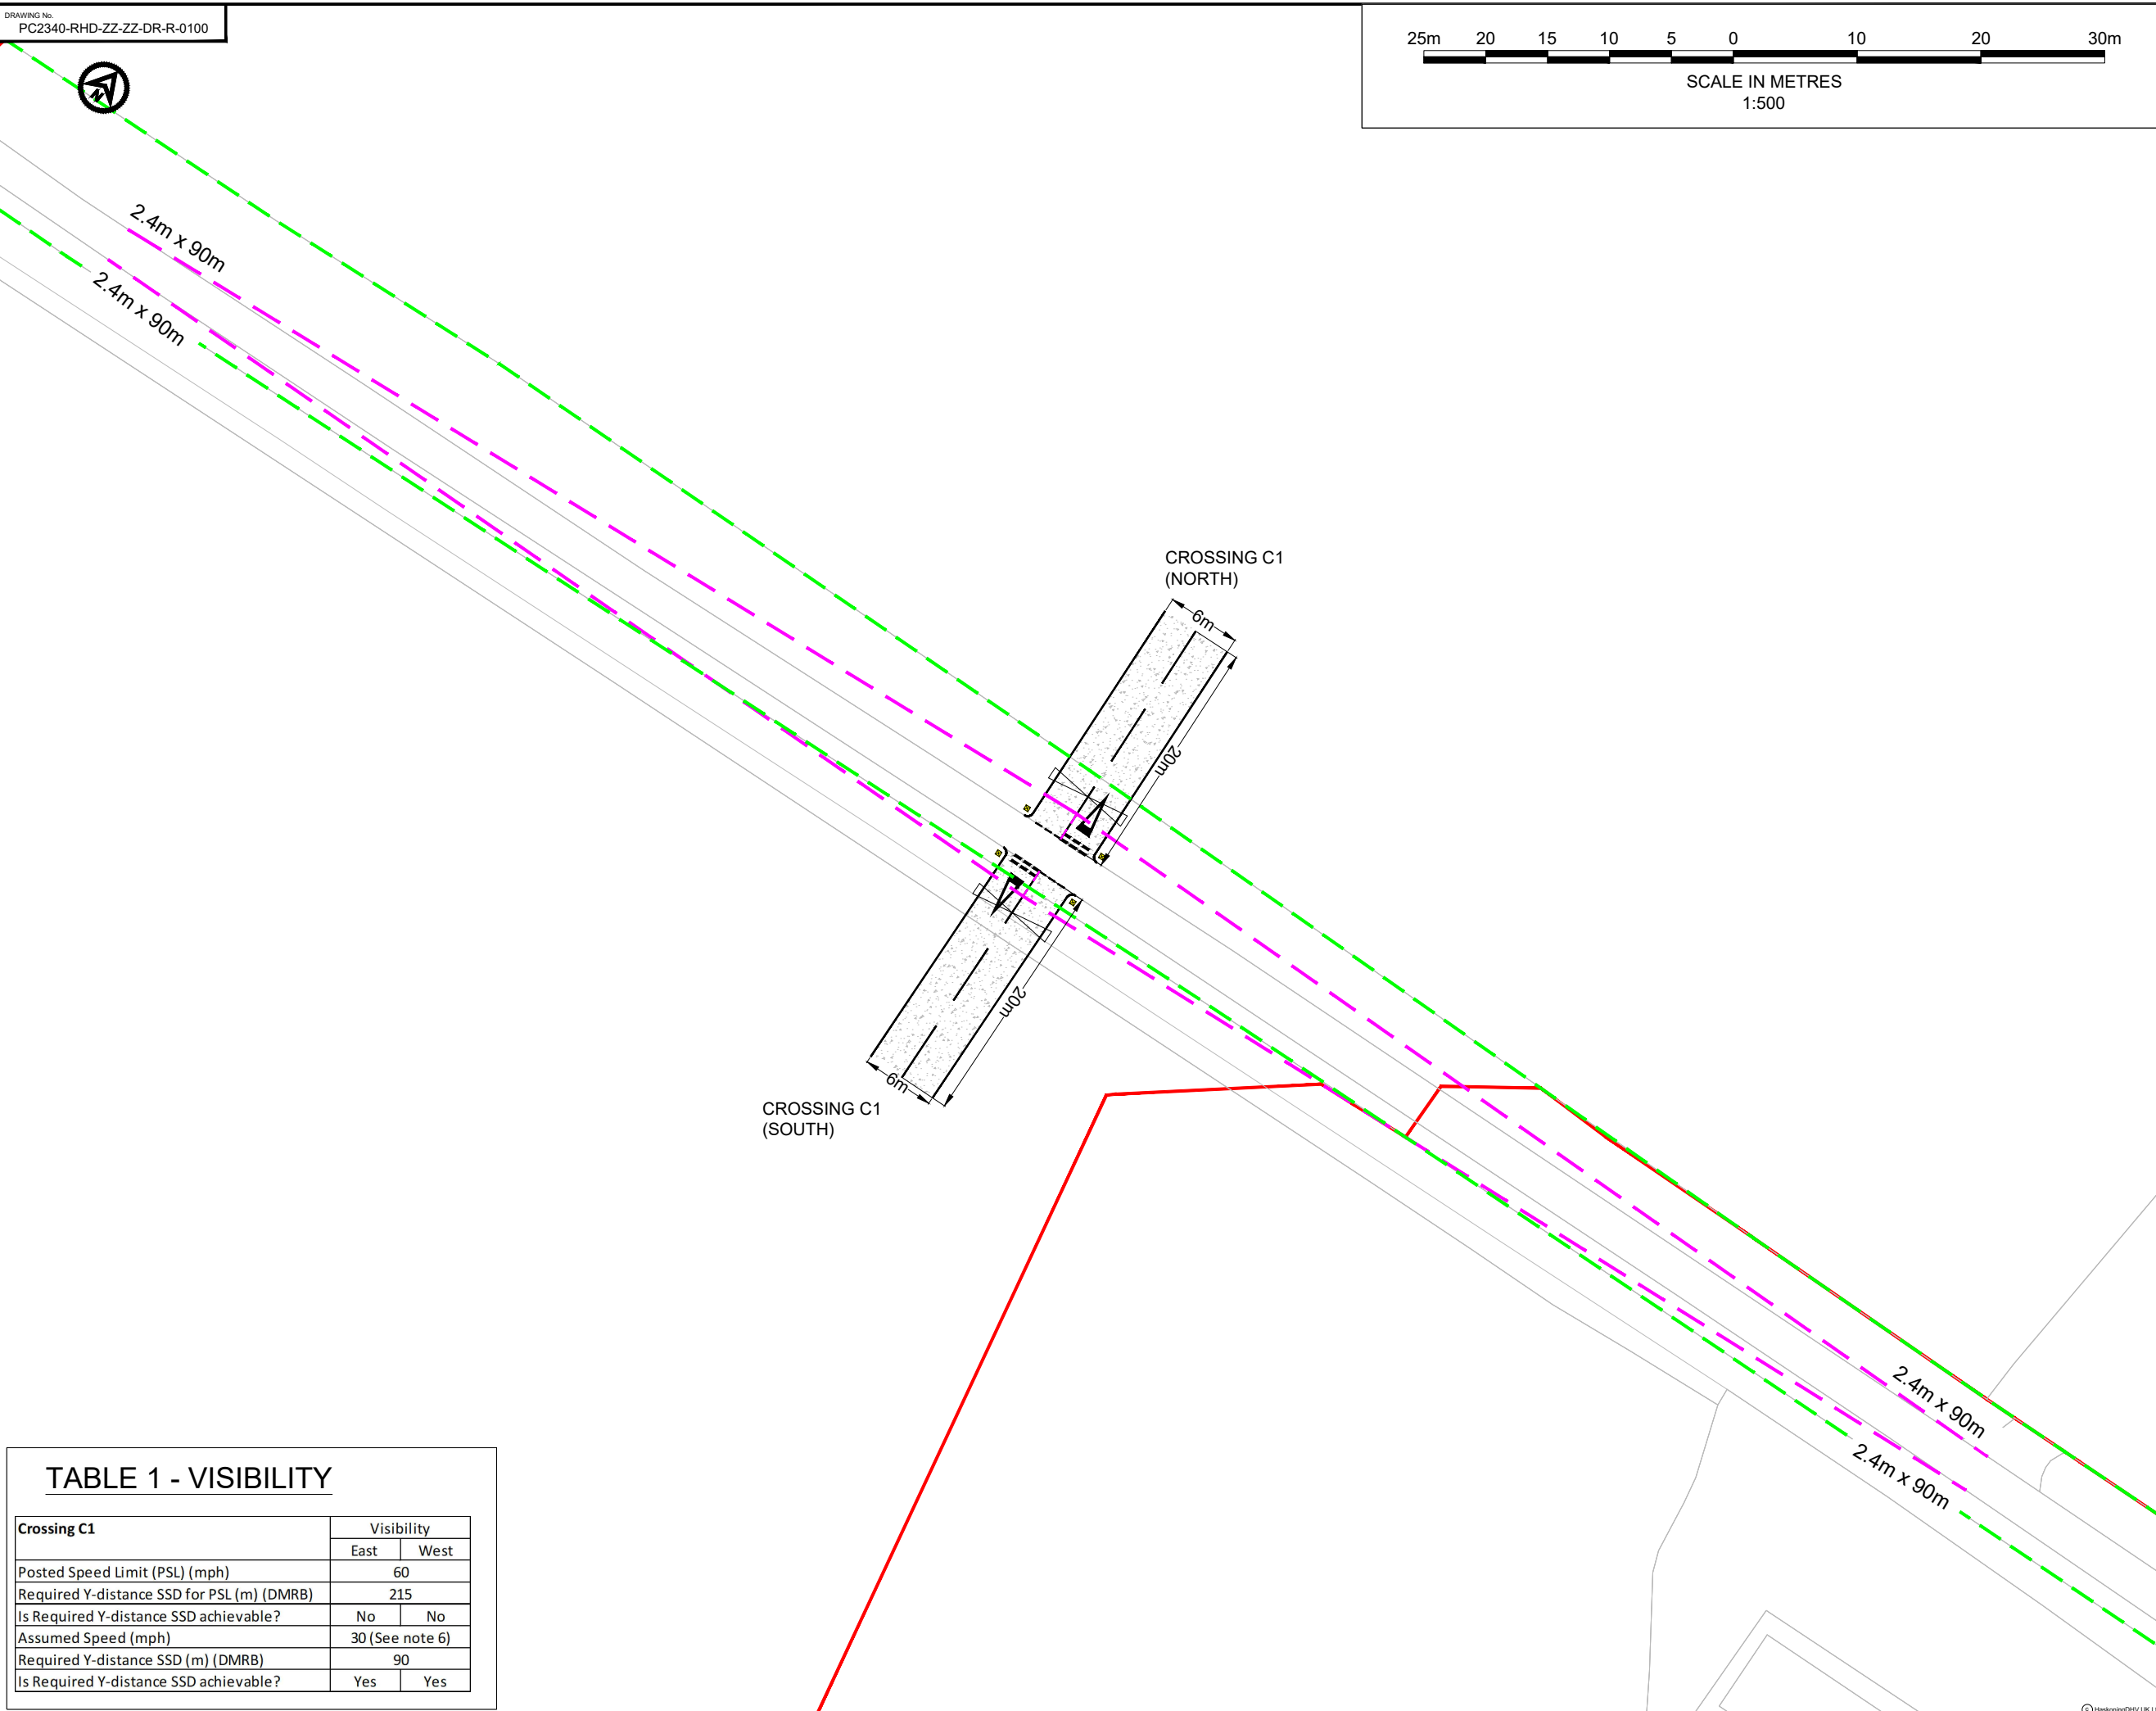 DRAWING No.
PC2340-RHD-ZZ-ZZ-DR-R-0100
25m 20 15 10 5 0 10 20 30m
SCALE IN METRES
1:500
N
2.4m x 90m
2.4m x 90m
CROSSING C1
(NORTH)
6m
20m
20m
6m
CROSSING C1
(SOUTH)
2.4m x 90m
2.4m x 90m
TABLE 1 - VISIBILITY
Crossing C1 Visibility
East West
Posted Speed Limit (PSL) (mph) 60
Required Y-distance SSD for PSL (m) (DMRB) 215
Is Required Y-distance SSD achievable? No No
Assumed Speed (mph) 30 (See note 6)
Required Y-distance SSD (m) (DMRB) 90
Is Required Y-distance SSD achievable? Yes Yes
© HaskoningDHV UK